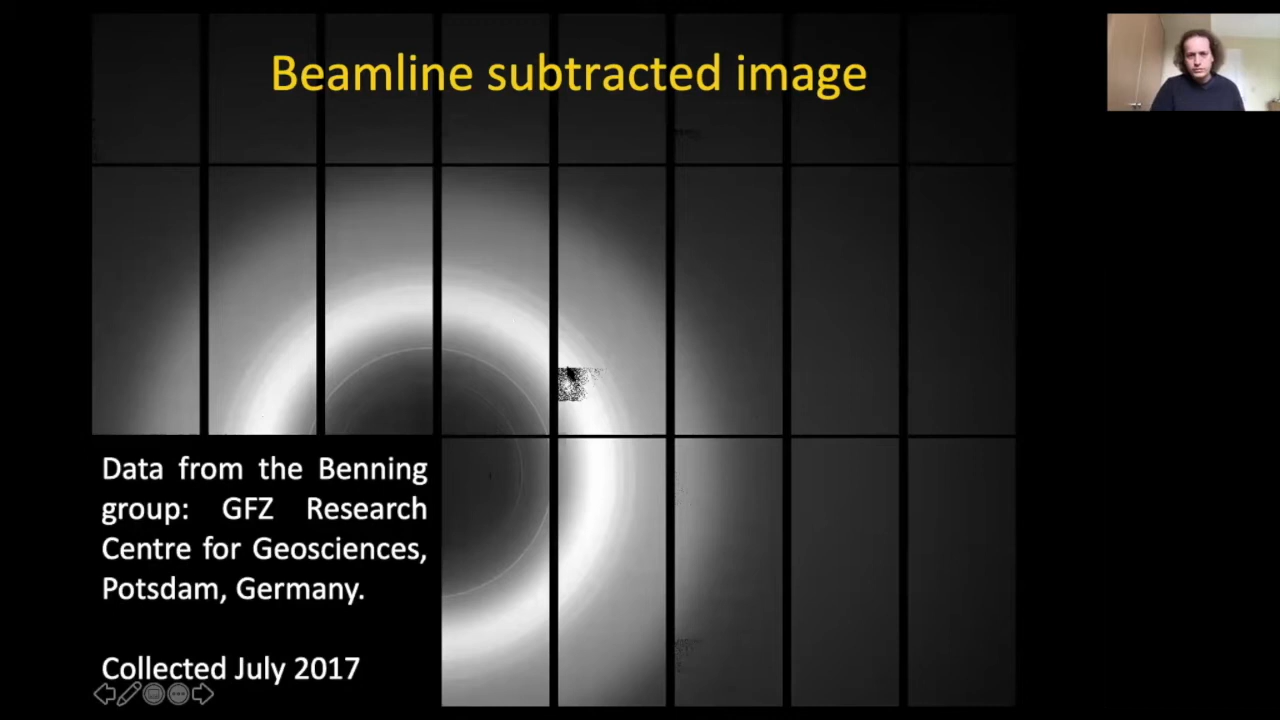 Beamline subtracted image
Data from the Benning
group: GFZ Research
Centre for Geosciences,
Potsdam, Germany.
Collected July 2017